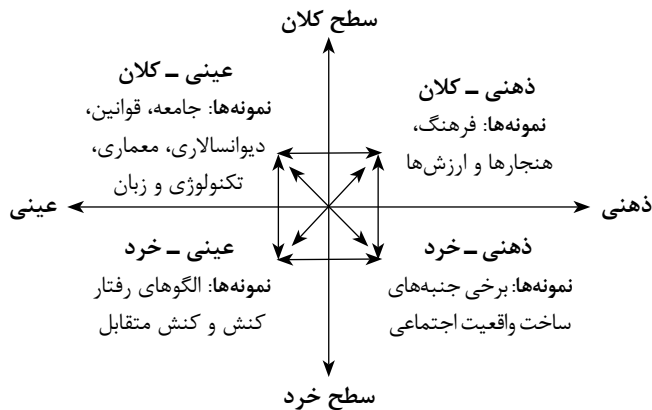 سطح کلان
ذهنی ـ کلان
نمونه‌ها: فرهنگ،
هنجارها و ارزش‌ها
عینی ـ کلان
نمونه‌ها: جامعه، قوانین،
دیوانسالاری، معماری،
تکنولوژی و زبان
ذهنی
عینی
ذهنی ـ خرد
نمونه‌ها: برخی جنبه‌های
ساخت واقعیت اجتماعی
عینی ـ خرد
نمونه‌ها: الگوهای رفتار
کنش و کنش متقابل
سطح خرد